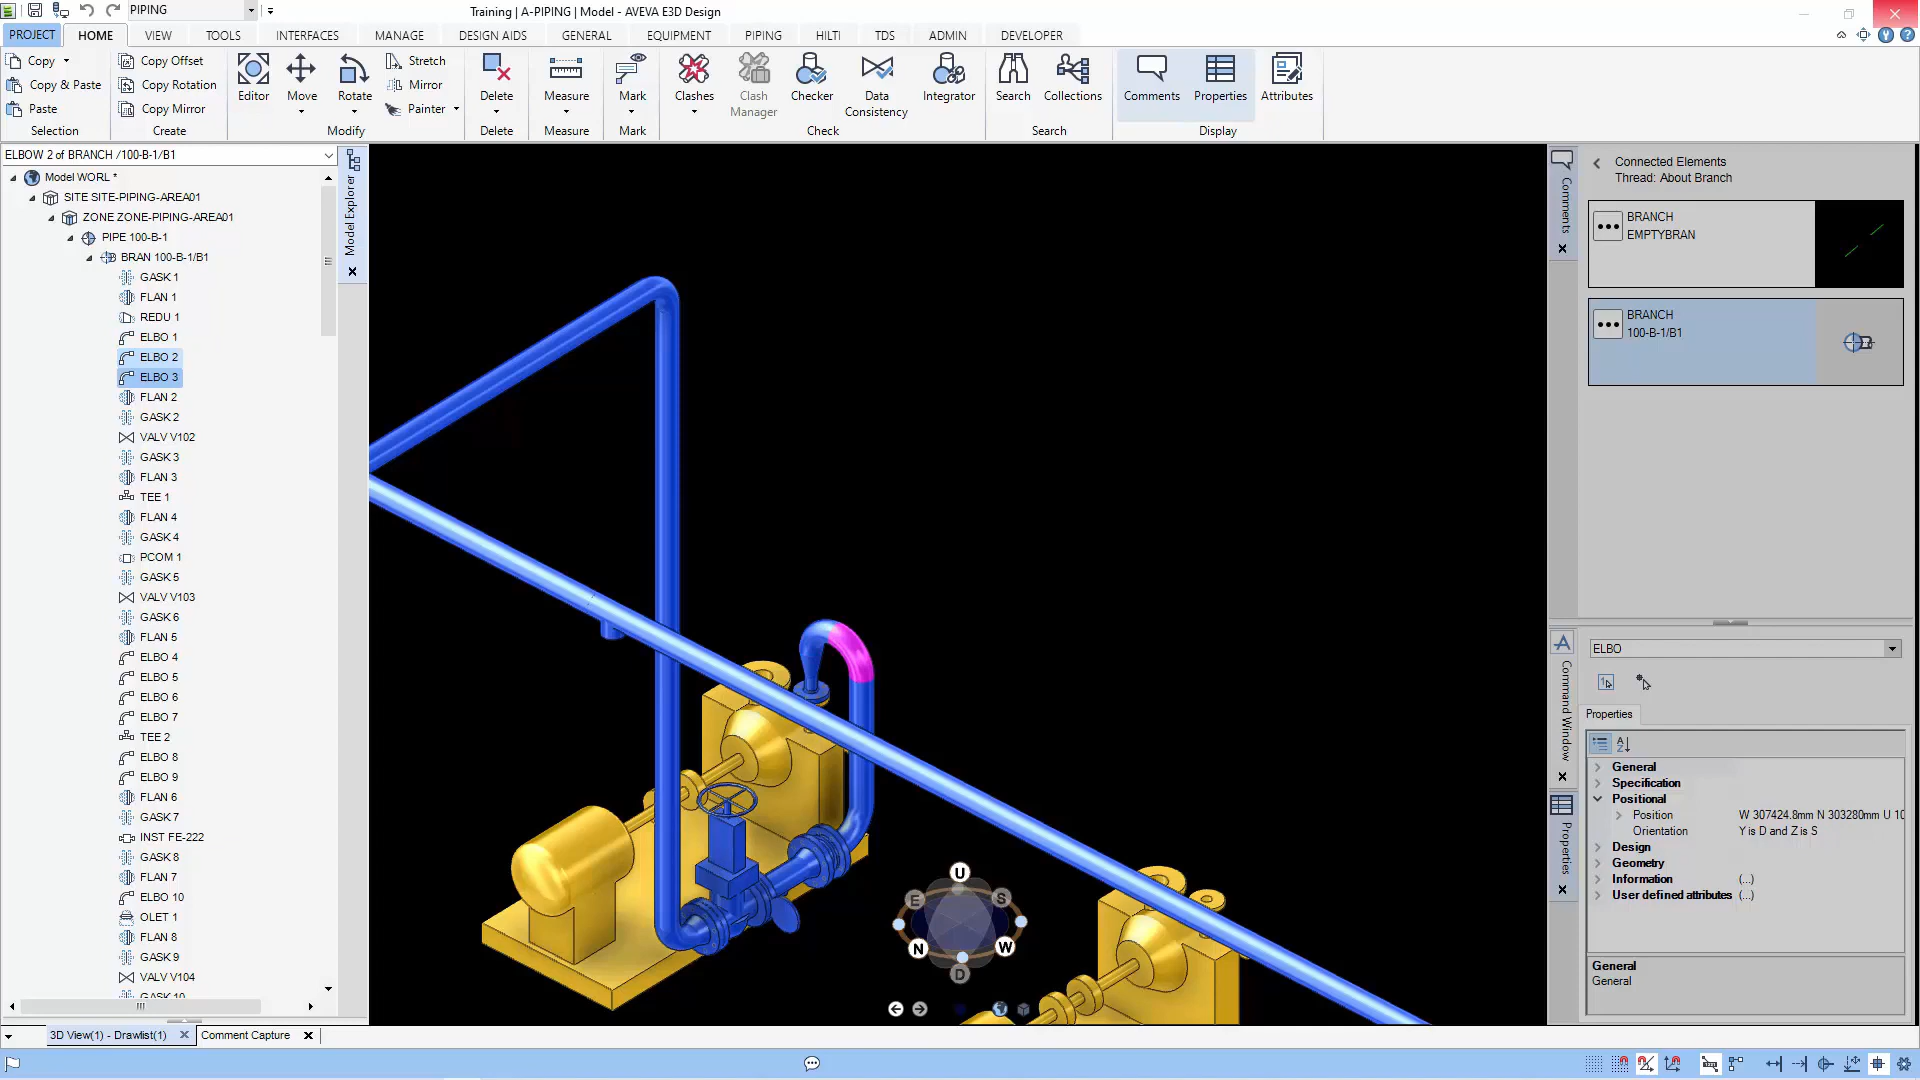 PIPING
Training | A-PIPING | Model - AVEVA E3D Design
PROJECT HOME VIEW TOOLS INTERFACES MANAGE DESIGN AIDS GENERAL EQUIPMENT PIPING HILTI TDS ADMIN DEVELOPER
Copy
Copy & Paste
Paste
Selection
Copy Offset
Copy Rotation
Copy Mirror
Create
Editor
Move
Rotate
Stretch
Mirror
Painter
Modify
Delete
Delete
Measure
Measure
Mark
Mark
Clashes
Clash
Manager
Checker
Data
Consistency
Integrator
Check
Search
Collections
Search
Comments
Properties
Attributes
Display
ELBOW 2 of BRANCH /100-B-1/B1
Model WORL *
SITE SITE-PIPING-AREA01
ZONE ZONE-PIPING-AREA01
PIPE 100-B-1
BRAN 100-B-1/B1
GASK 1
FLAN 1
REDU 1
ELBO 1
ELBO 2
ELBO 3
FLAN 2
GASK 2
VALV V102
GASK 3
FLAN 3
TEE 1
FLAN 4
GASK 4
PCOM 1
GASK 5
VALV V103
GASK 6
FLAN 5
ELBO 4
ELBO 5
ELBO 6
ELBO 7
TEE 2
ELBO 8
ELBO 9
FLAN 6
GASK 7
INST FE-222
GASK 8
FLAN 7
ELBO 10
OLET 1
FLAN 8
GASK 9
VALV V104
GASK 10
Model Explorer
U
E
S
N
W
D
Comments
Connected Elements
Thread: About Branch
BRANCH
EMPTYBRAN
BRANCH
100-B-1/B1
Command Window
Properties
ELBO
Properties
General
Specification
Positional
Position W 307424.8mm N 303280mm U 10
Orientation Y is D and Z is S
Design
Geometry
Information (...)
User defined attributes (...)
General
General
3D View(1) - Drawlist(1)
Comment Capture